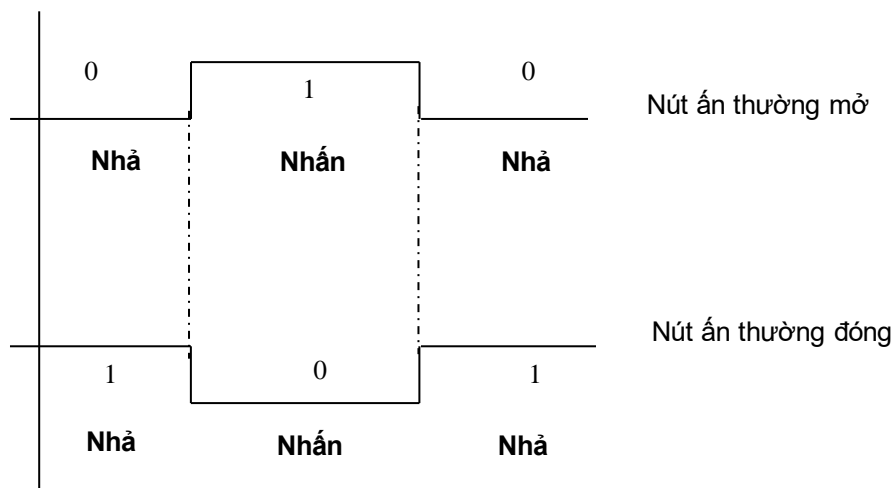 0 1 0
Nút ấn thường mở
Nhả Nhấn Nhả
Nút ấn thường đóng
1 0 1
Nhả Nhấn Nhả